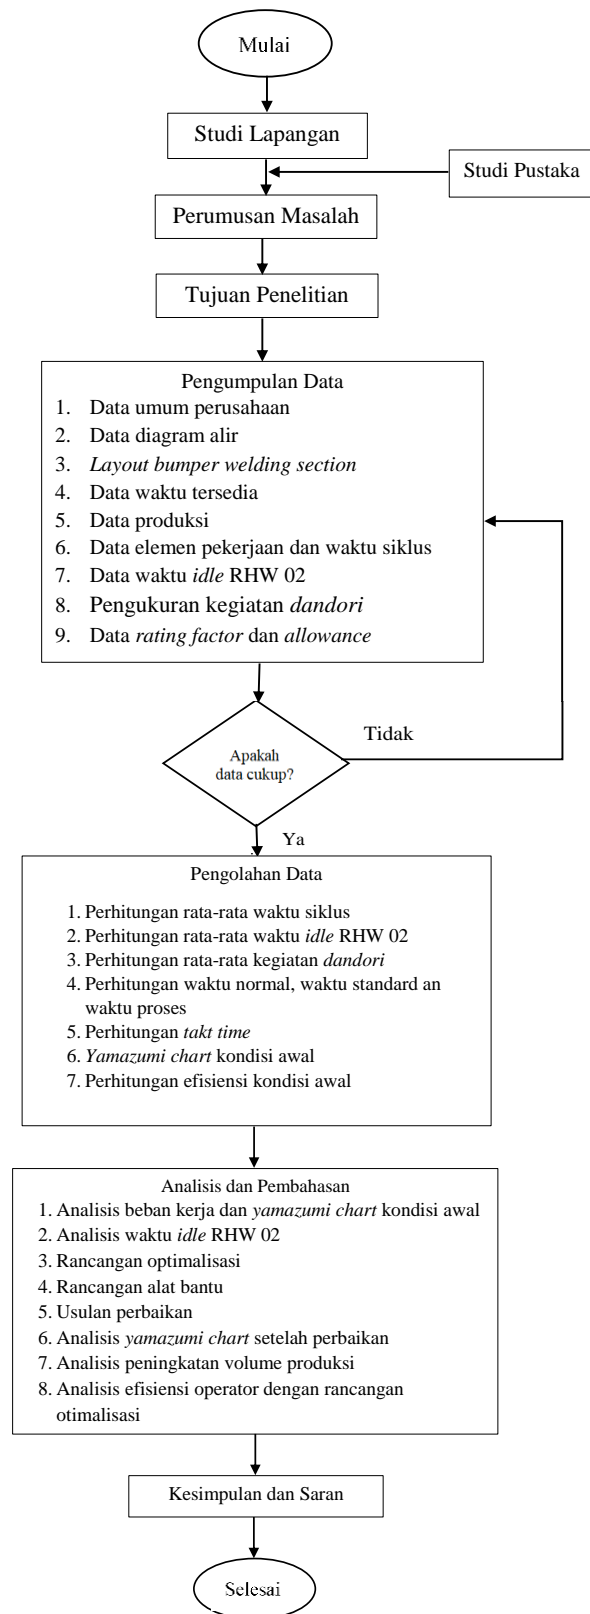 Mulai
Studi Lapangan
Studi Pustaka
Perumusan Masalah
Tujuan Penelitian
Pengumpulan Data
1. Data umum perusahaan
2. Data diagram alir
3. Layout bumper welding section
4. Data waktu tersedia
5. Data produksi
6. Data elemen pekerjaan dan waktu siklus
7. Data waktu idle RHW 02
8. Pengukuran kegiatan dandori
9. Data rating factor dan allowance
Tidak
Apakah
data cukup?
Ya
Pengolahan Data
1. Perhitungan rata-rata waktu siklus
2. Perhitungan rata-rata waktu idle RHW 02
3. Perhitungan rata-rata kegiatan dandori
4. Perhitungan waktu normal, waktu standard an
waktu proses
5. Perhitungan takt time
6. Yamazumi chart kondisi awal
7. Perhitungan efisiensi kondisi awal
Analisis dan Pembahasan
1. Analisis beban kerja dan yamazumi chart kondisi awal
2. Analisis waktu idle RHW 02
3. Rancangan optimalisasi
4. Rancangan alat bantu
5. Usulan perbaikan
6. Analisis yamazumi chart setelah perbaikan
7. Analisis peningkatan volume produksi
8. Analisis efisiensi operator dengan rancangan
otimalisasi
Kesimpulan dan Saran
Selesai